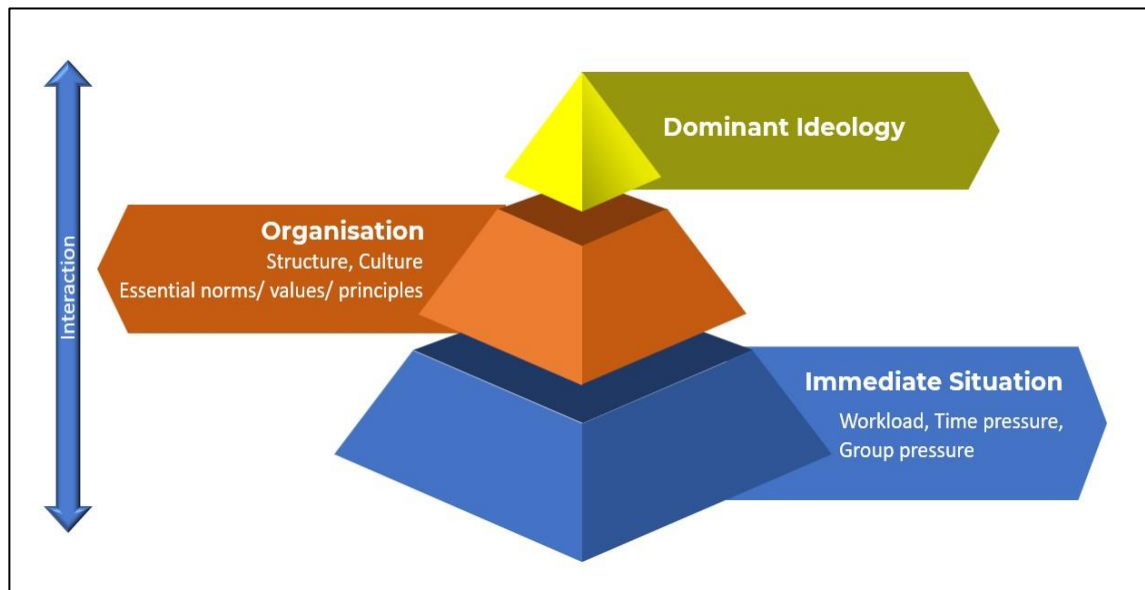 Dominant Ideology
Organisation
Structure, Culture
Essential norms/ values/ principles
Interaction
Immediate Situation
Workload, Time pressure,
Group pressure